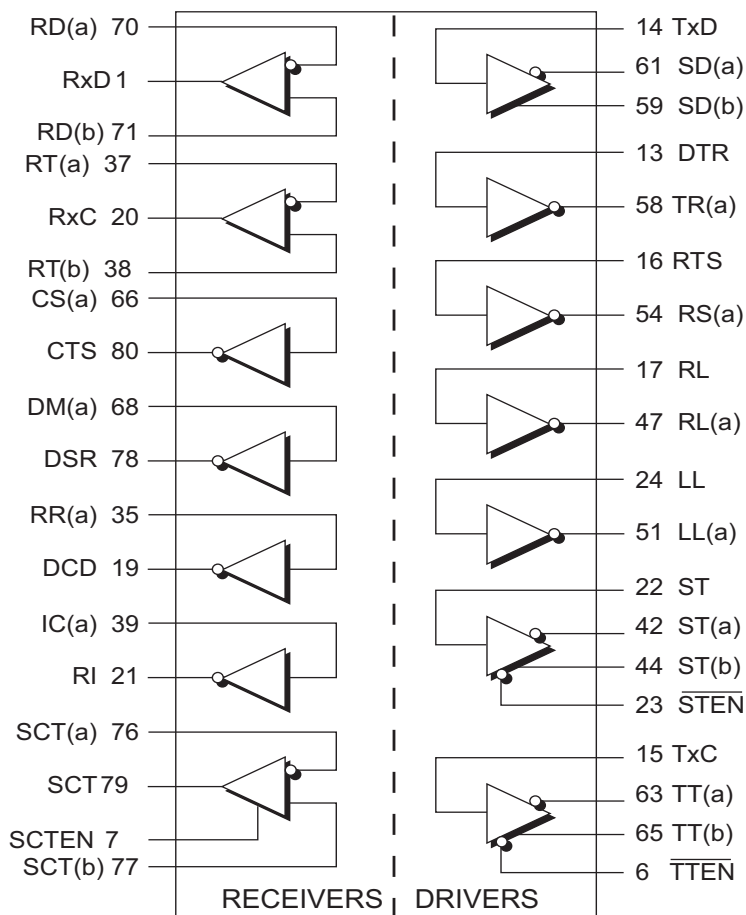 RD(a) 70
RxD 1
RD(b) 71
RT(a) 37
RxC 20
RT(b) 38
CS(a) 66
CTS 80
DM(a) 68
DSR 78
RR(a) 35
DCD 19
IC(a) 39
RI 21
SCT(a) 76
SCT 79
SCTEN 7
SCT(b) 77
RECEIVERS
14 TxD
61 SD(a)
59 SD(b)
13 DTR
58 TR(a)
16 RTS
54 RS(a)
17 RL
47 RL(a)
24 LL
51 LL(a)
22 ST
42 ST(a)
44 ST(b)
23 S̅T̅E̅N̅
15 TxC
63 TT(a)
65 TT(b)
6 T̅T̅E̅N̅
DRIVERS